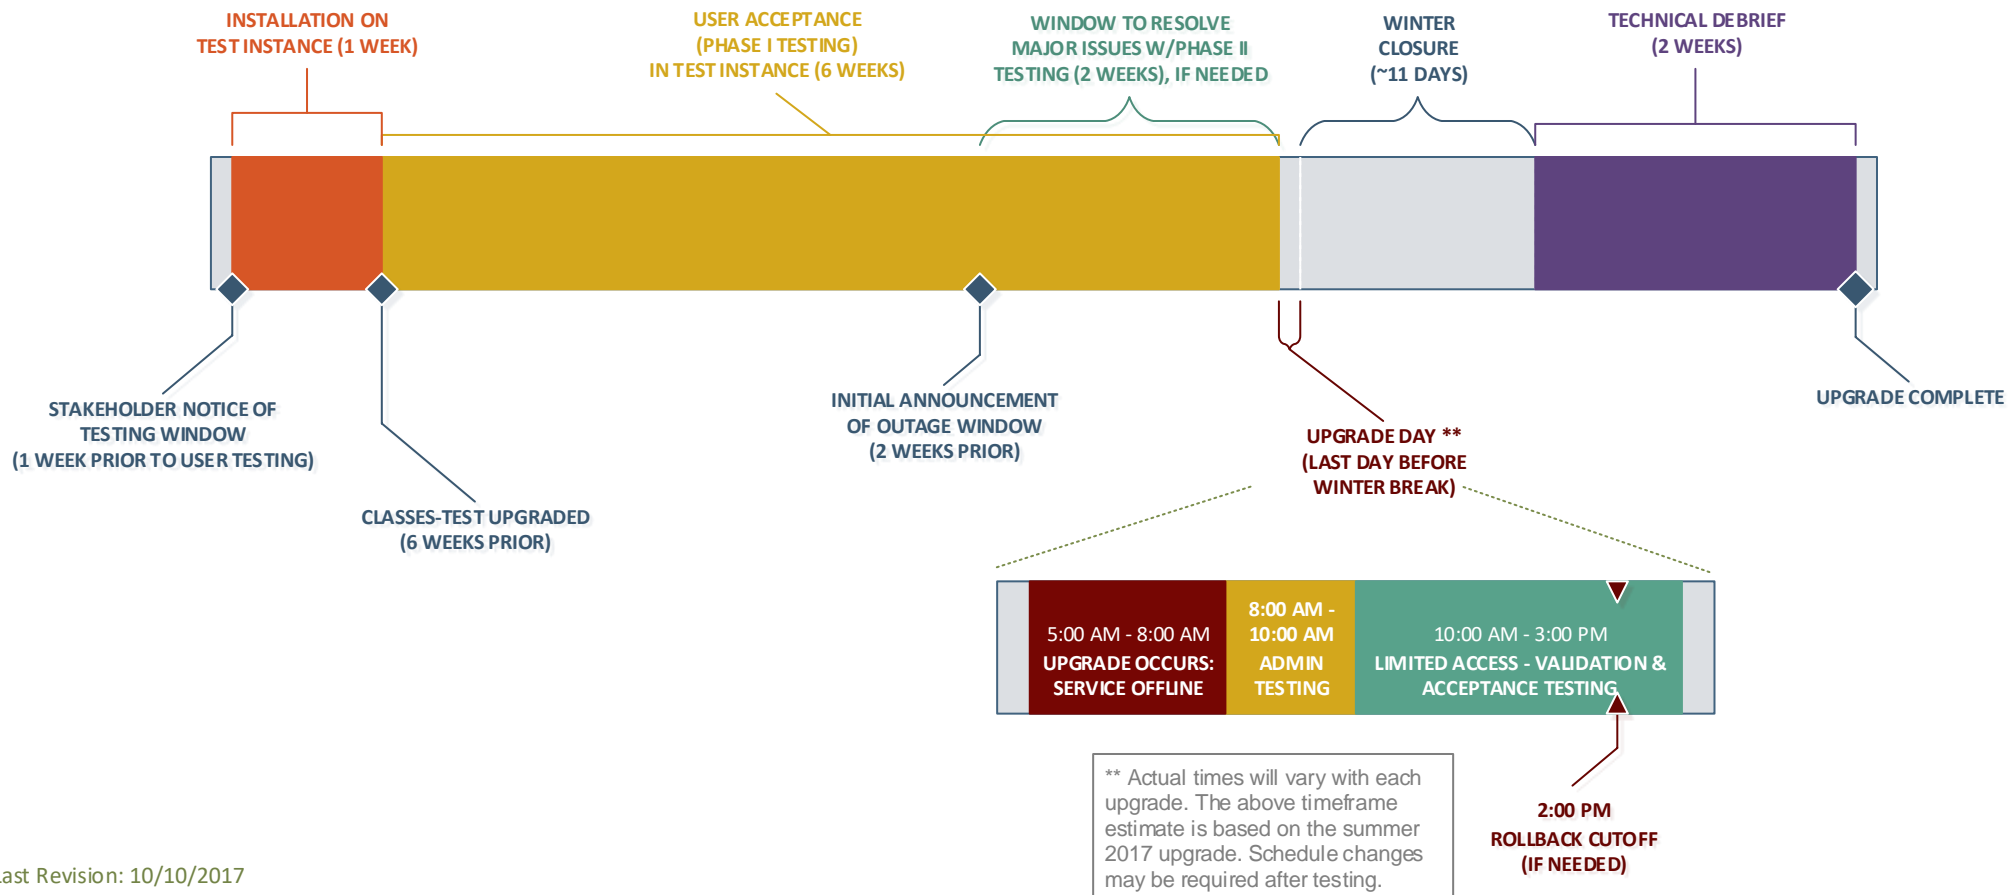 INSTALLATION ON
TEST INSTANCE (1 WEEK)
USER ACCEPTANCE
(PHASE I TESTING)
IN TEST INSTANCE (6 WEEKS)
WINDOW TO RESOLVE
MAJOR ISSUES W/PHASE II
TESTING (2 WEEKS), IF NEEDED
WINTER
CLOSURE
(~11 DAYS)
TECHNICAL DEBRIEF
(2 WEEKS)
STAKEHOLDER NOTICE OF
TESTING WINDOW
(1 WEEK PRIOR TO USER TESTING)
CLASSES-TEST UPGRADED
(6 WEEKS PRIOR)
INITIAL ANNOUNCEMENT
OF OUTAGE WINDOW
(2 WEEKS PRIOR)
UPGRADE DAY **
(LAST DAY BEFORE
WINTER BREAK)
UPGRADE COMPLETE
5:00 AM - 8:00 AM
UPGRADE OCCURS:
SERVICE OFFLINE
8:00 AM -
10:00 AM
ADMIN
TESTING
10:00 AM - 3:00 PM
LIMITED ACCESS - VALIDATION &
ACCEPTANCE TESTING
** Actual times will vary with each
upgrade. The above timeframe
estimate is based on the summer
2017 upgrade. Schedule changes
may be required after testing.
2:00 PM
ROLLBACK CUTOFF
(IF NEEDED)
Last Revision: 10/10/2017